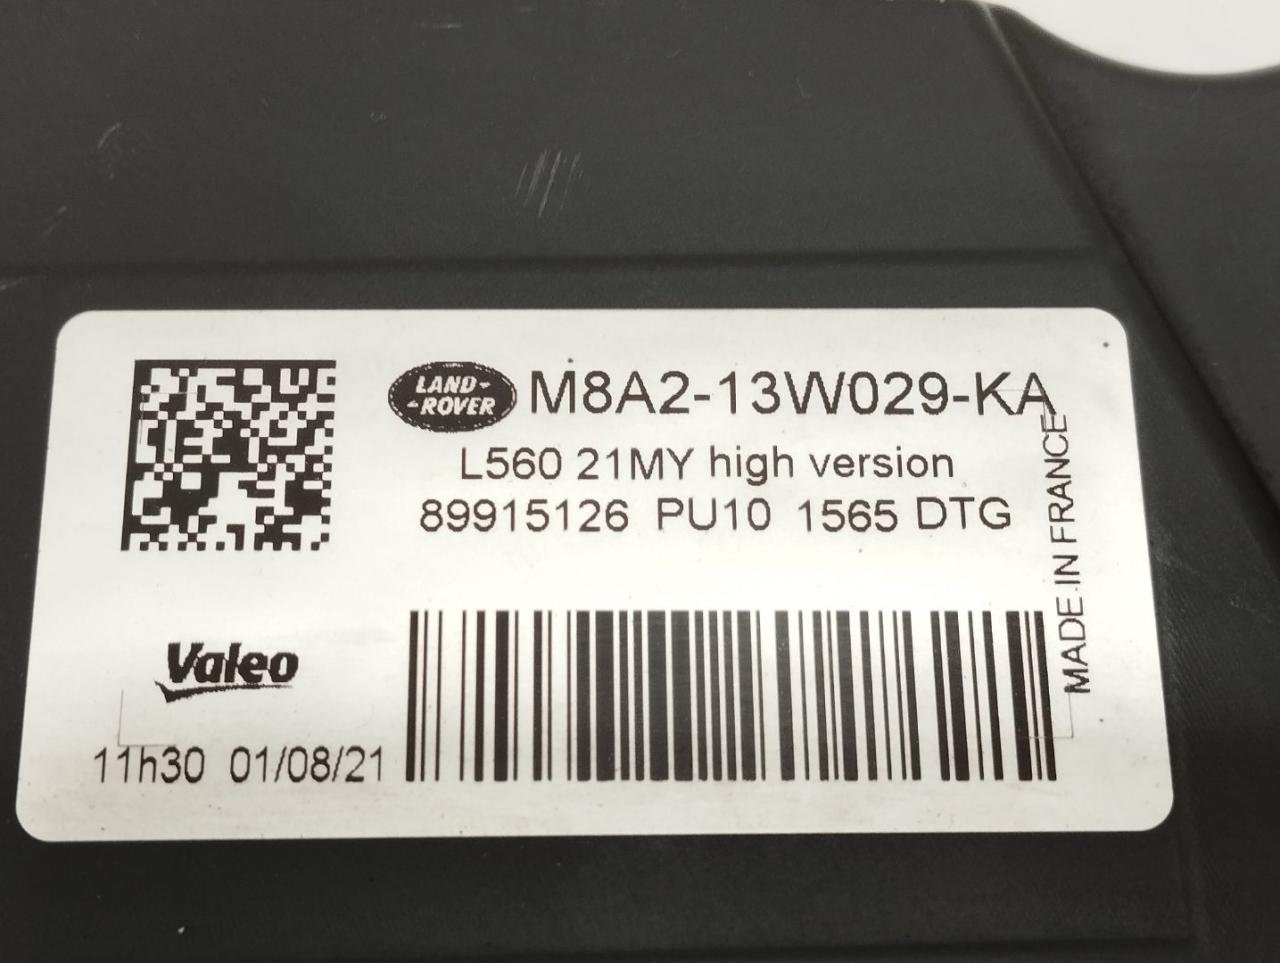 LAND-
-ROVER
M8A2-13W029-KA
L560 21MY high version
89915126 PU10 1565 DTG
MADE IN FRANCE
Valeo
11h30 01/08/21